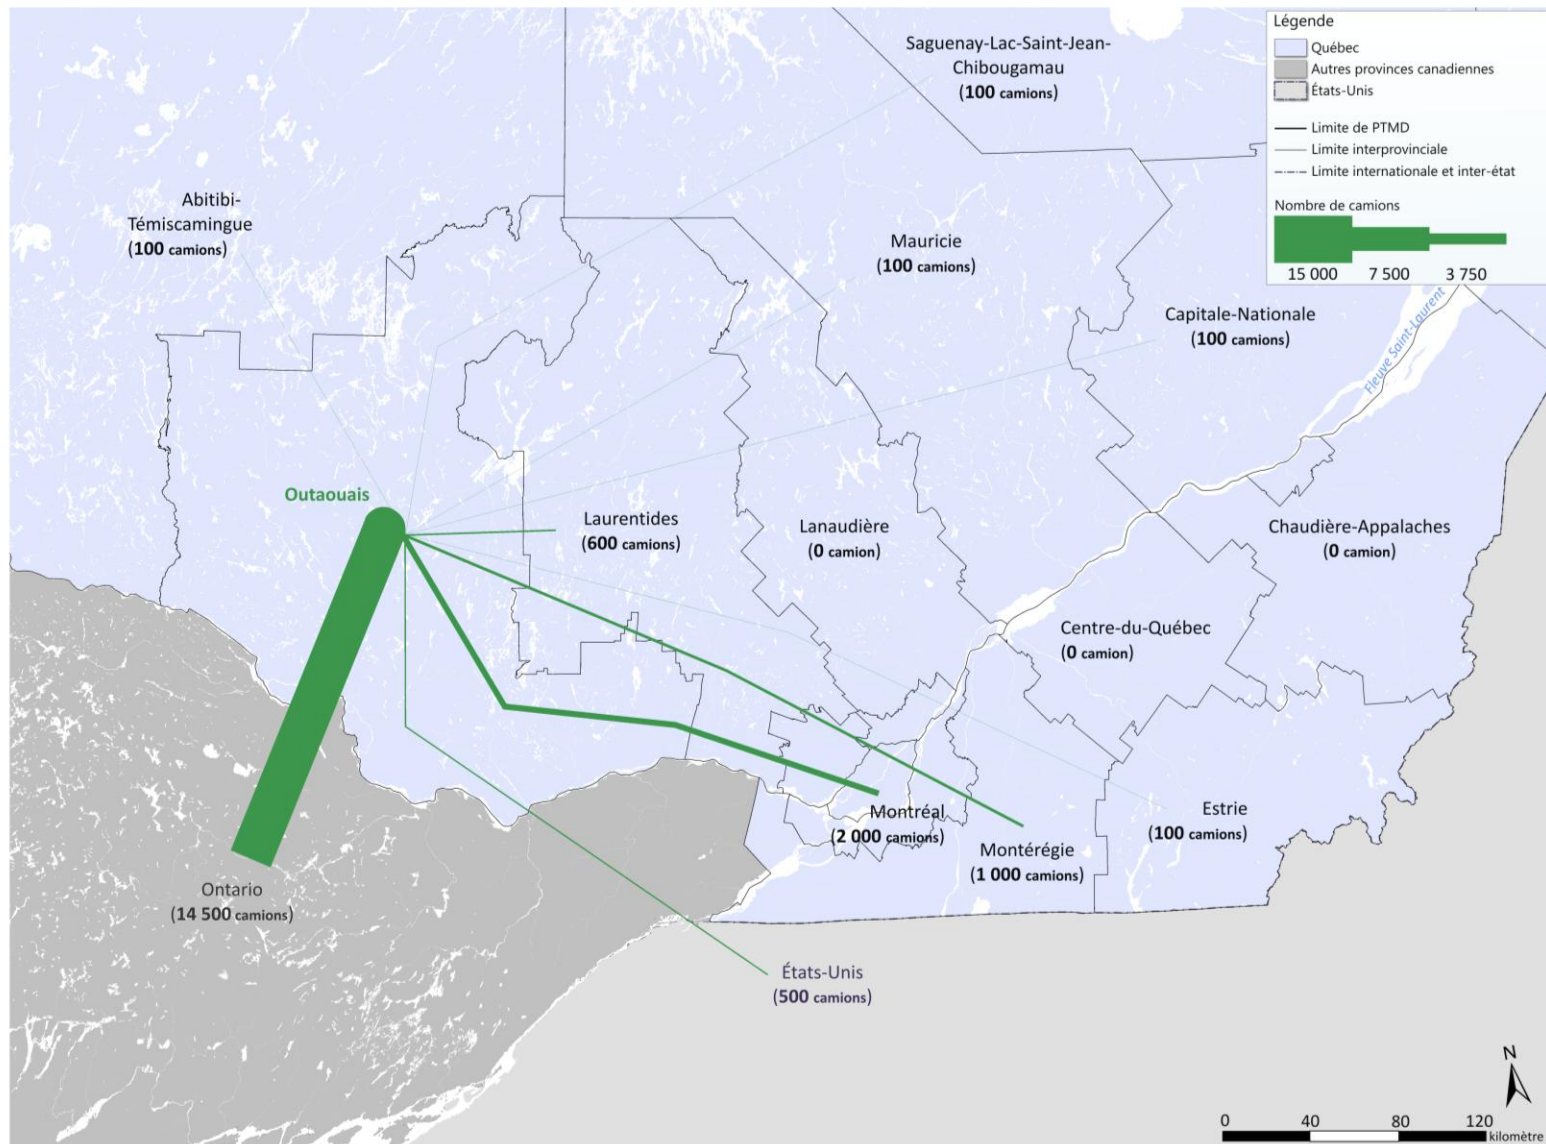 Saguenay-Lac-Saint-Jean-
Chibougamau
(100 camions)
Légende
Québec
Autres provinces canadiennes
États-Unis
Limite de PTMD
Limite interprovinciale
Limite internationale et inter-état
Nombre de camions
15 000 7 500 3 750
Abitibi-
Témiscamingue
(100 camions)
Mauricie
(100 camions)
Capitale-Nationale
(100 camions)
Fleuve Saint-Laurent
Outaouais
Laurentides
(600 camions)
Lanaudière
(0 camion)
Chaudière-Appalaches
(0 camion)
Centre-du-Québec
(0 camion)
Montréal
(2 000 camions)
Montérégie
(1 000 camions)
Estrie
(100 camions)
Ontario
(14 500 camions)
États-Unis
(500 camions)
N
0 40 80 120
kilomètre